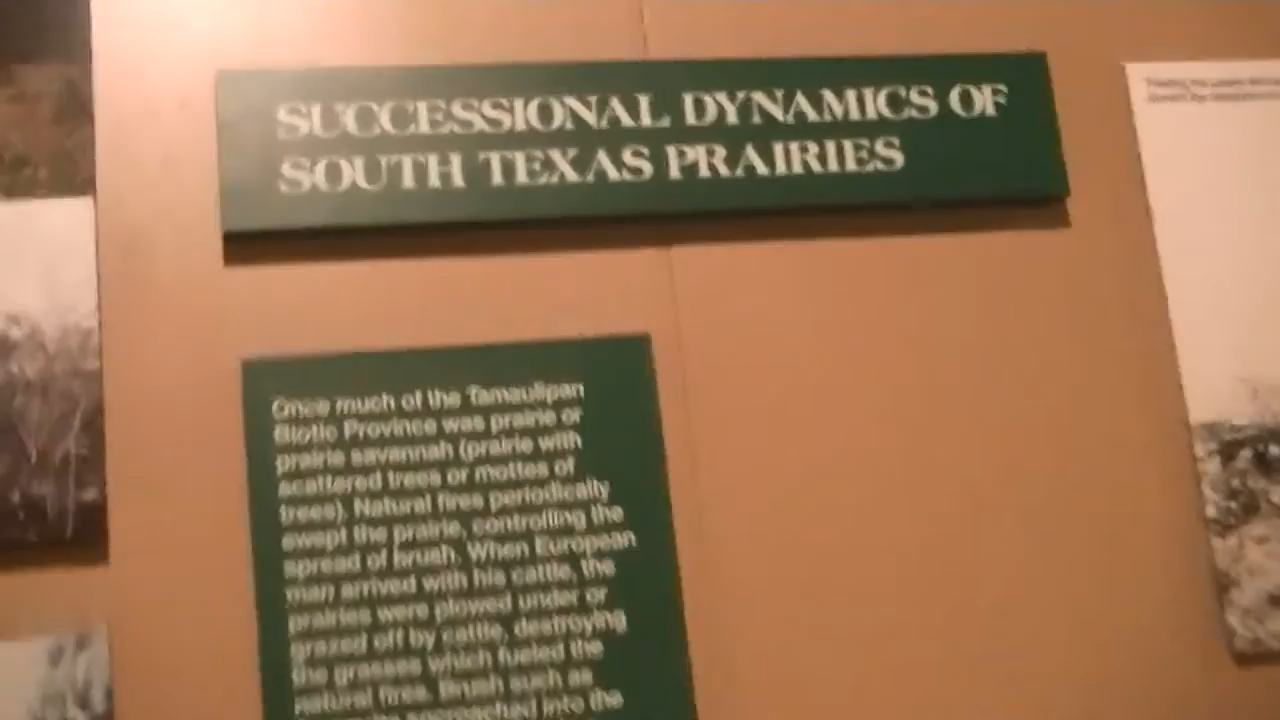 SUCCESSIONAL DYNAMICS OF
SOUTH TEXAS PRAIRIES
Once much of the Tamaulipan
Biotic Province was prairie or
prairie savannah (prairie with
scattered trees or mottes of
trees). Natural fires periodically
swept the prairie, controlling the
spread of brush. When European
man arrived with his cattle, the
prairies were plowed under or
grazed off by cattle, destroying
the grasses which fueled the
natural fires. Brush such as
approached into the